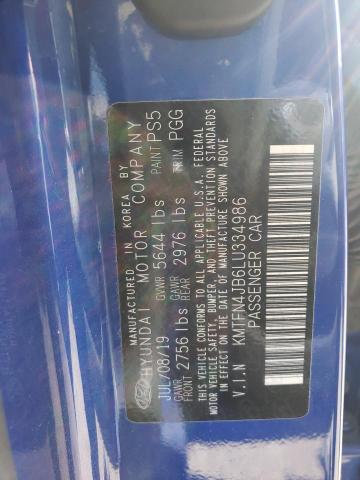 MANUFACTURED IN KOREA BY
HYUNDAI MOTOR COMPANY
JUL/08/19 GVWR 5644 lbs PAINT PS5
GAWR FRONT 2756 lbs GAWR REAR 2976 lbs TRIM PGG
THIS VEHICLE CONFORMS TO ALL APPLICABLE U.S.A. FEDERAL
MOTOR VEHICLE SAFETY, BUMPER, AND THEFT PREVENTION STANDARDS
IN EFFECT ON THE DATE OF MANUFACTURE SHOWN ABOVE.
V.I.N KMTFN4JB6LU334986
PASSENGER CAR